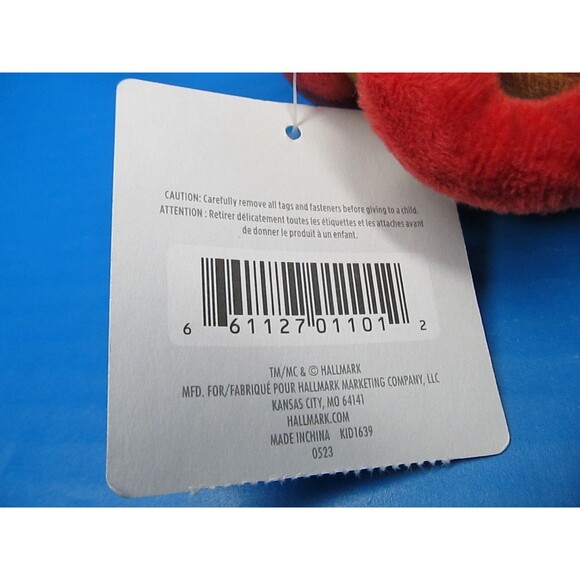 CAUTION: Carefully remove all tags and fasteners before giving to a child.
ATTENTION : Retirer délicatement toutes les étiquettes et les attaches avant
de donner le produit à un enfant.
6 61127 01101 2
TM/MC & © HALLMARK
MFD. FOR/FABRIQUÉ POUR HALLMARK MARKETING COMPANY, LLC
KANSAS CITY, MO 64141
HALLMARK.COM
MADE INCHINA KID1639
0523